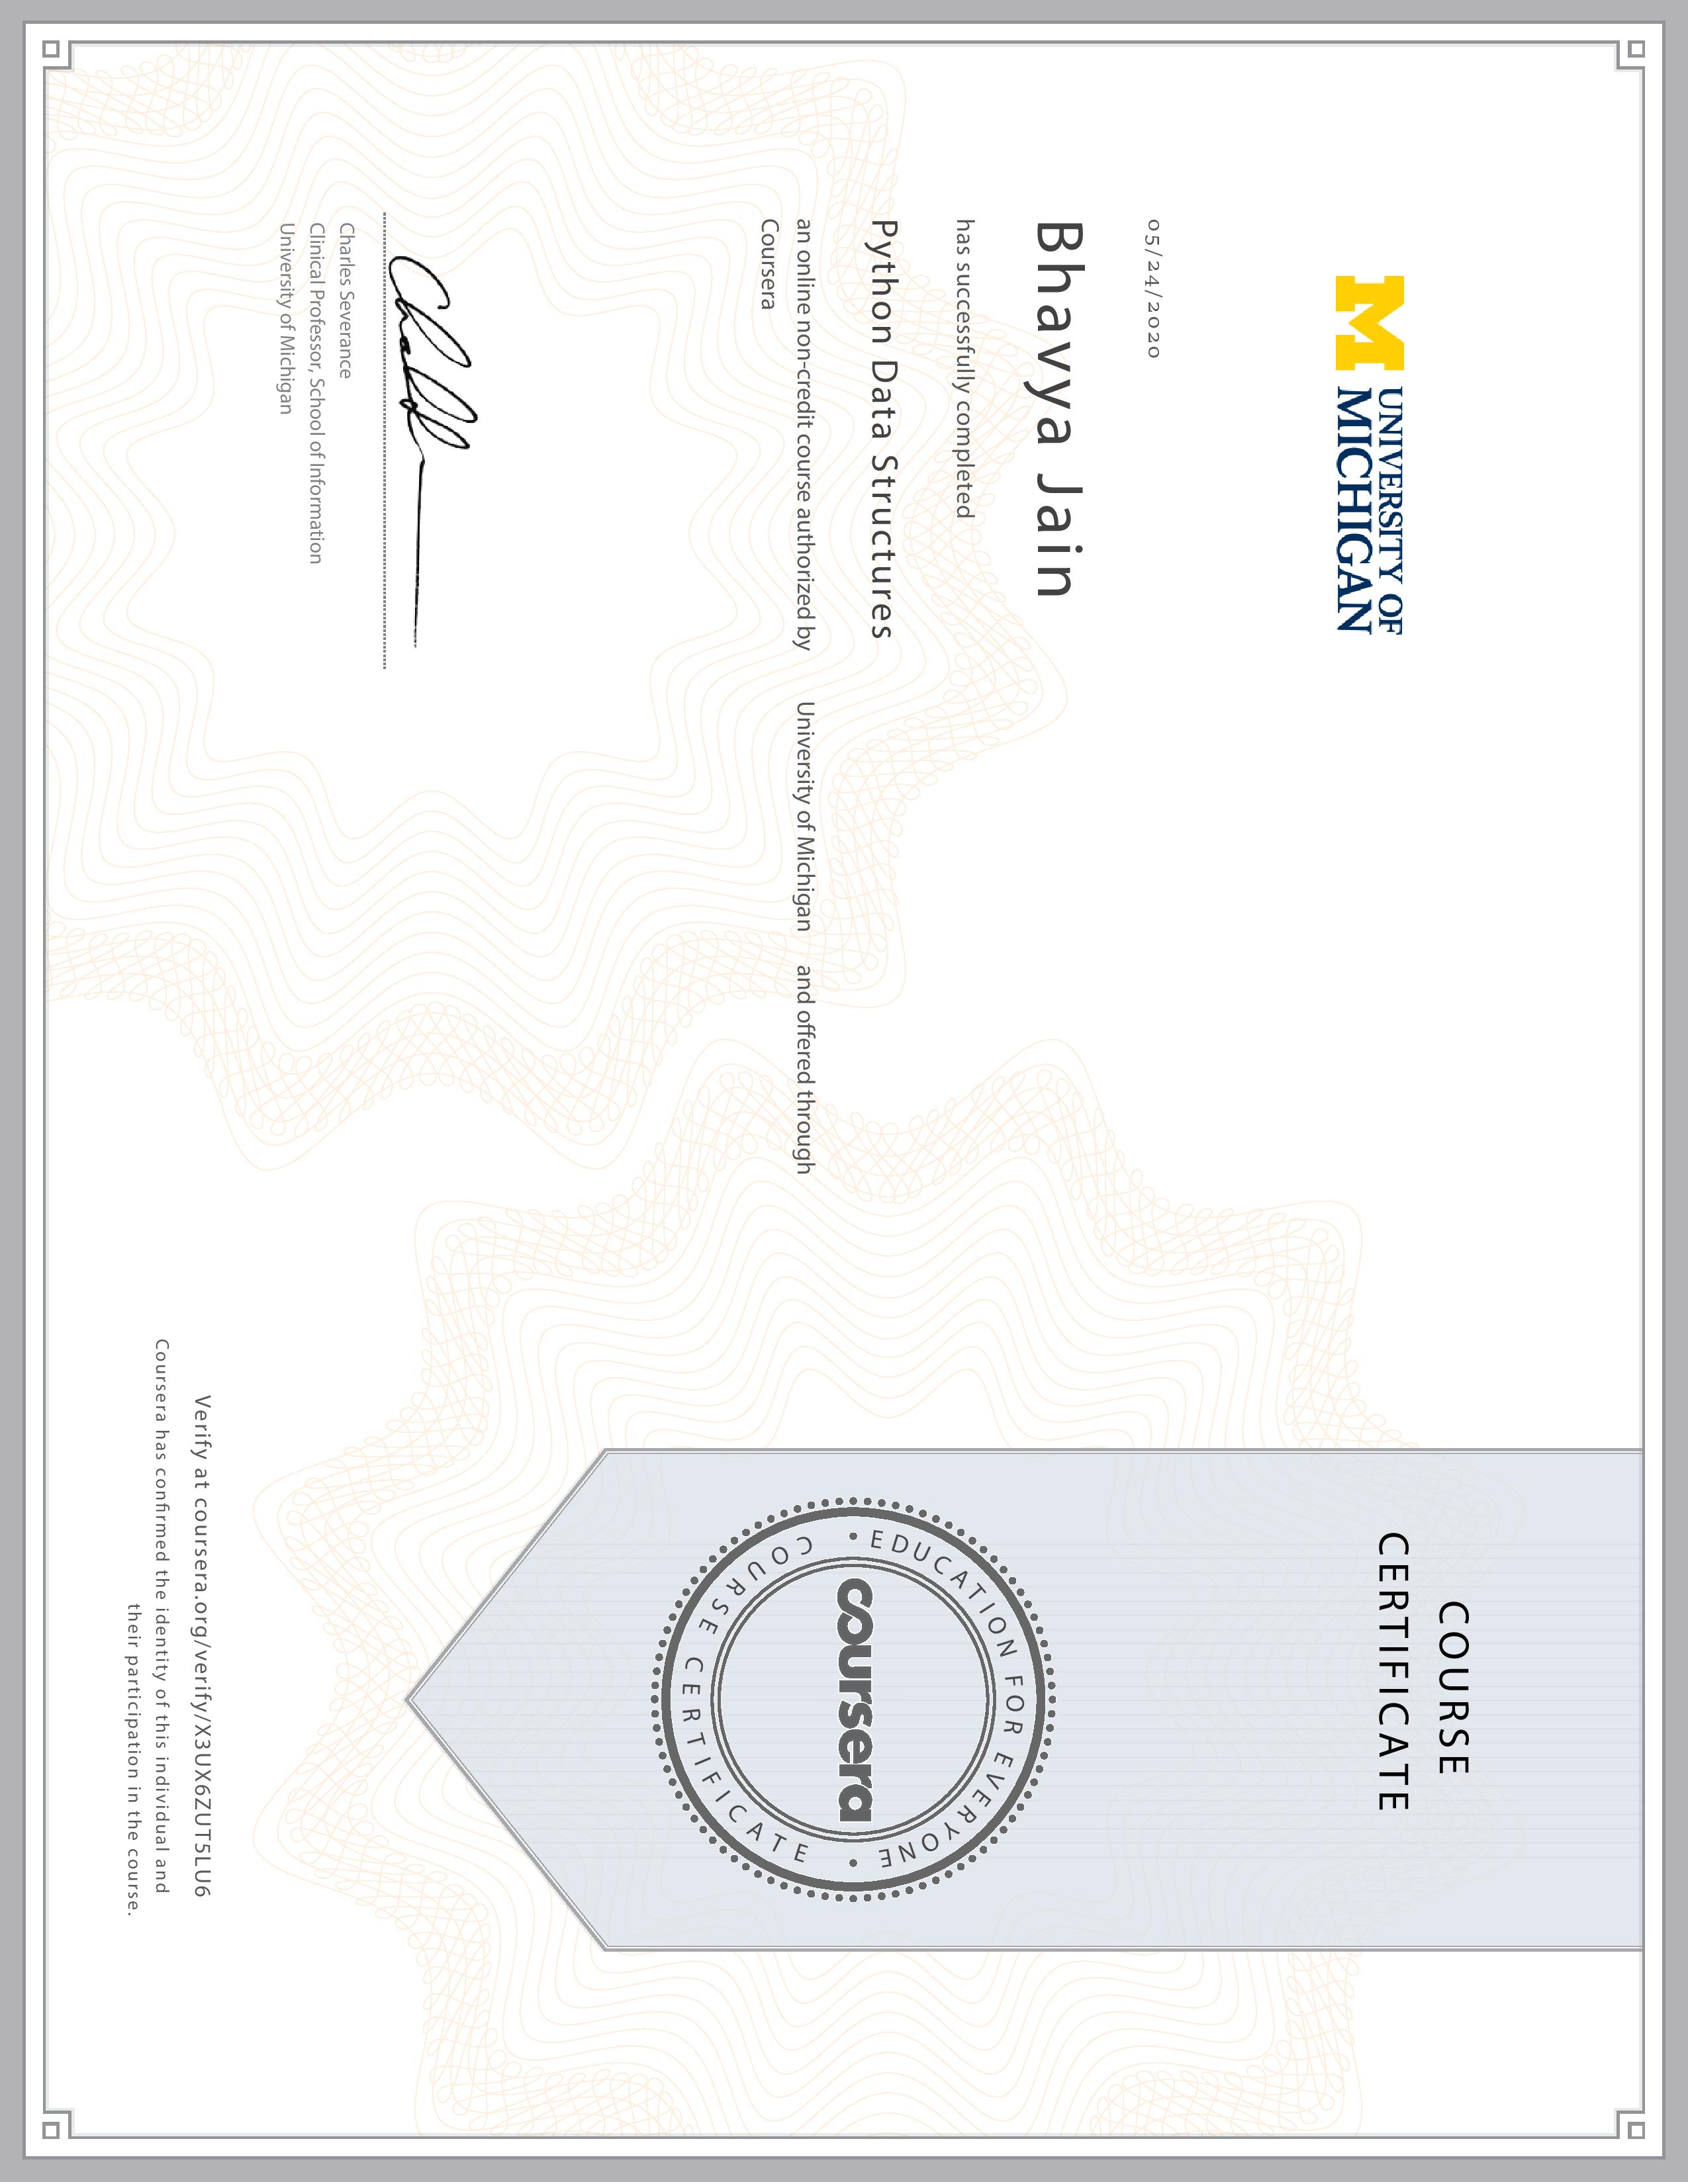 UNIVERSITY OF
MICHIGAN
COURSE
CERTIFICATE
05/24/2020
Bhavya Jain
has successfully completed
Python Data Structures
an online non-credit course authorized by University of Michigan and offered through
Coursera
EDUCATION FOR EVERYONE
coursera
COURSE CERTIFICATE
Charles Severance
Clinical Professor, School of Information
University of Michigan
Verify at coursera.org/verify/X3UX6ZUT5LU6
Coursera has confirmed the identity of this individual and
their participation in the course.